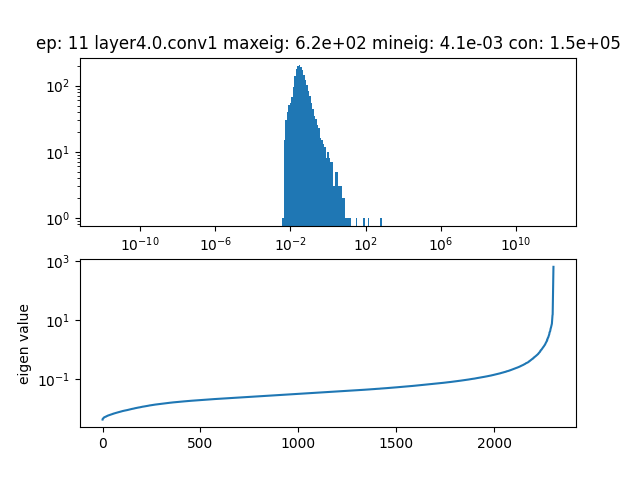 ep: 11 layer4.0.conv1 maxeig: 6.2e+02 mineig: 4.1e-03 con: 1.5e+05
10²
10¹
10⁰
10⁻¹⁰ 10⁻⁶ 10⁻² 10² 10⁶ 10¹⁰
eigen value
10³
10¹
10⁻¹
0 500 1000 1500 2000